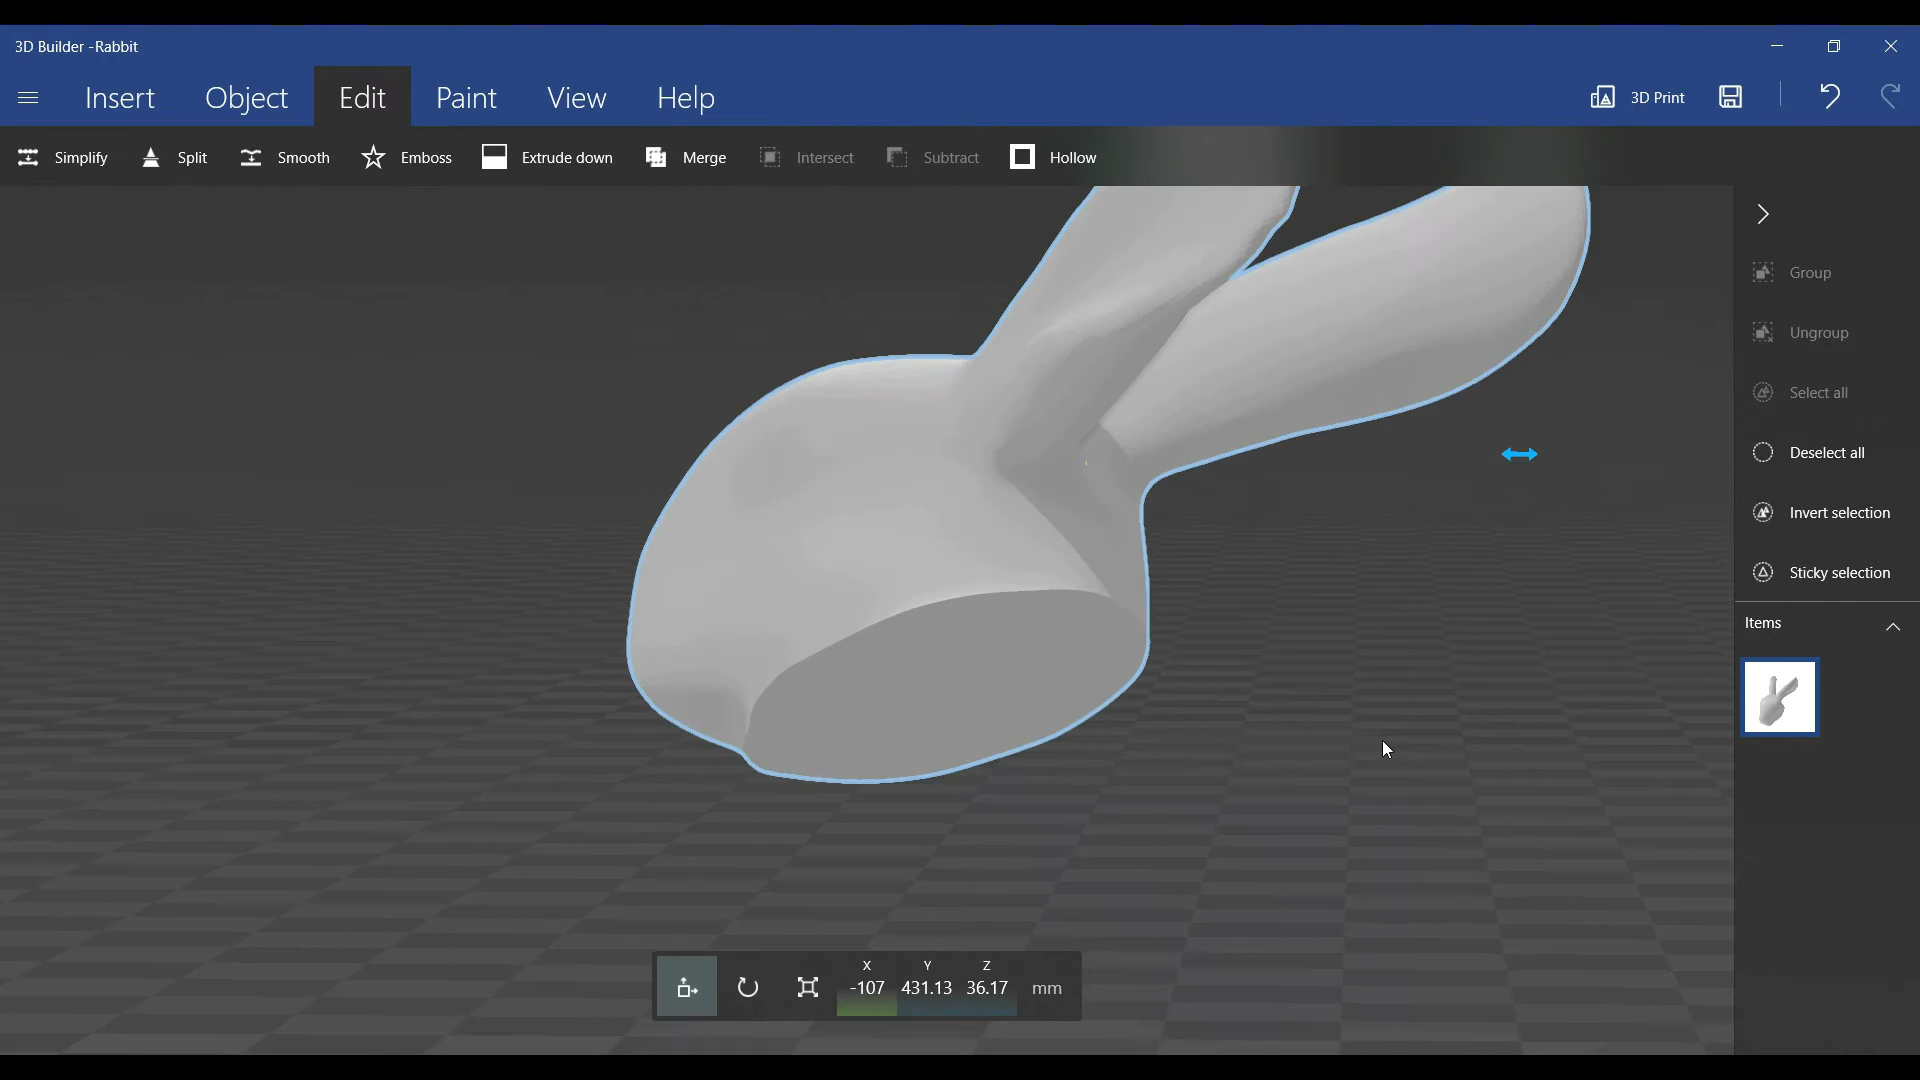 3D Builder -Rabbit
Insert Object Edit Paint View Help 3D Print
Simplify Split Smooth Emboss Extrude down Merge Intersect Subtract Hollow
Group
Ungroup
Select all
Deselect all
Invert selection
Sticky selection
Items
X Y Z
-107 431.13 36.17 mm